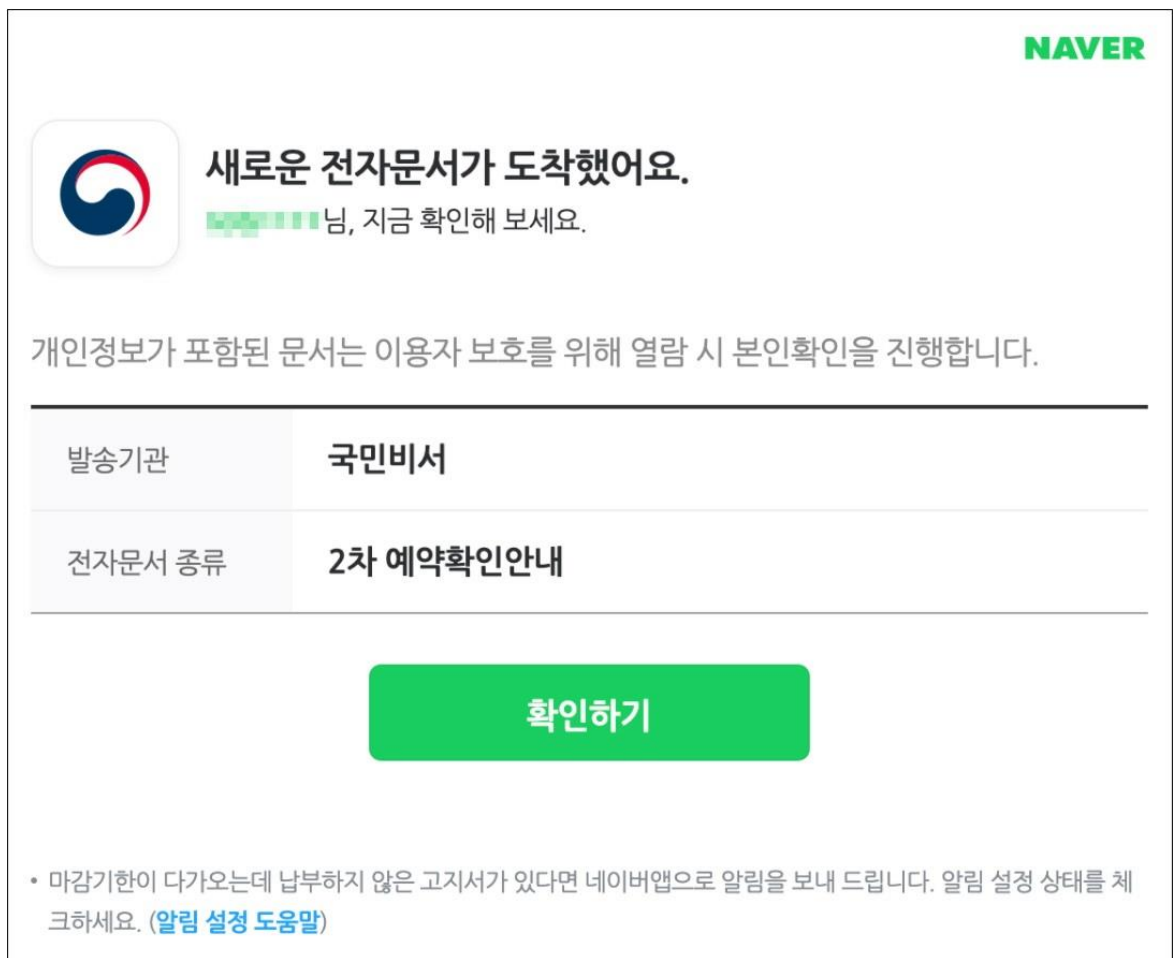 NAVER
새로운 전자문서가 도착했어요.
님, 지금 확인해 보세요.
개인정보가 포함된 문서는 이용자 보호를 위해 열람 시 본인확인을 진행합니다.
발송기관 국민비서
전자문서 종류 2차 예약확인안내
확인하기
• 마감기한이 다가오는데 납부하지 않은 고지서가 있다면 네이버앱으로 알림을 보내 드립니다. 알림 설정 상태를 체
크하세요. (알림 설정 도움말)